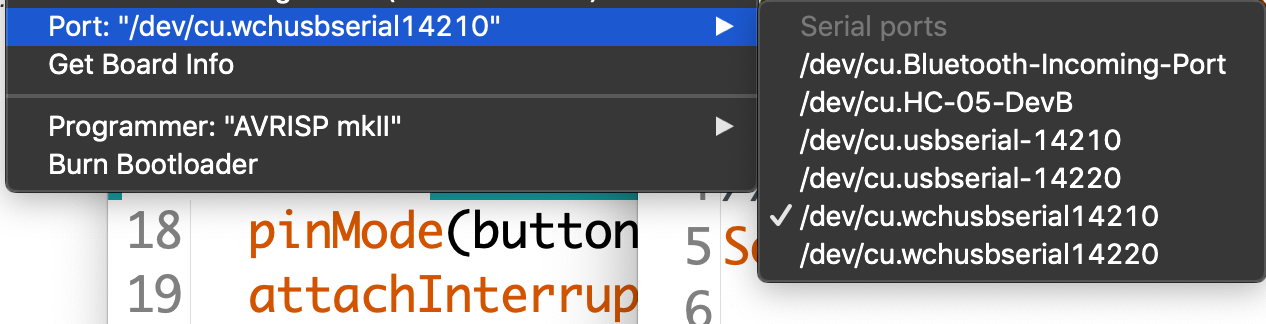 Port: "/dev/cu.wchusbserial14210"
Get Board Info
Programmer: "AVRISP mkII"
Burn Bootloader
Serial ports
/dev/cu.Bluetooth-Incoming-Port
/dev/cu.HC-05-DevB
/dev/cu.usbserial-14210
/dev/cu.usbserial-14220
/dev/cu.wchusbserial14210
/dev/cu.wchusbserial14220
18 pinMode(button
19 attachInterrup
5 Se
6